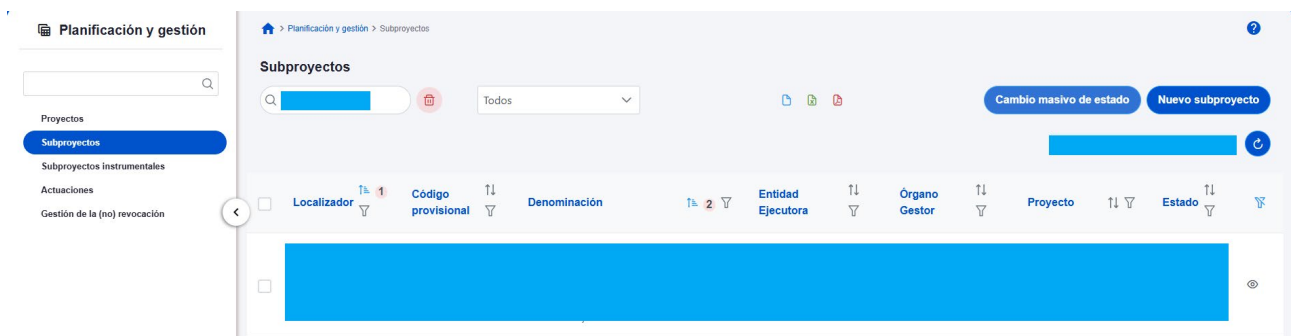 Planificación y gestión
> Planificación y gestión > Subproyectos
?
Subproyectos
Todos
Cambio masivo de estado
Nuevo subproyecto
Proyectos
Subproyectos
Subproyectos instrumentales
Actuaciones
Gestión de la (no) revocación
Localizador 1
Código provisional
Denominación 2
Entidad Ejecutora
Órgano Gestor
Proyecto
Estado